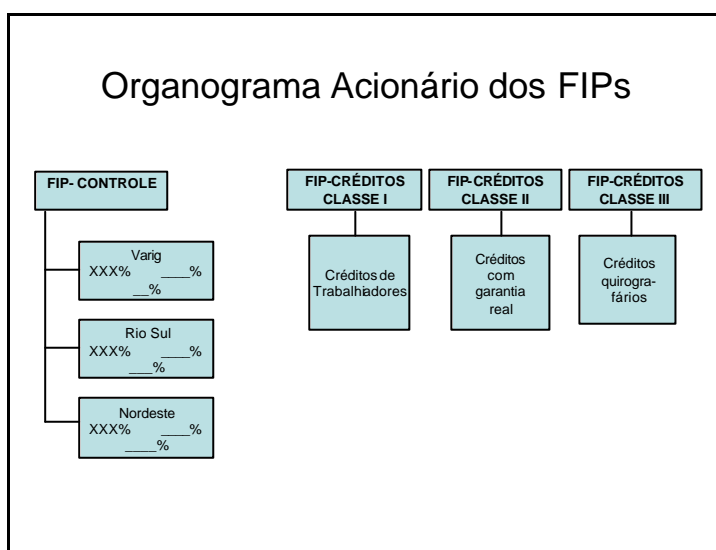 Organograma Acionário dos FIPs
FIP- CONTROLE
Varig
XXX% ____%
__%
Rio Sul
XXX% ____%
___%
Nordeste
XXX% ____%
____%
FIP-CRÉDITOS
CLASSE I
Créditos de
Trabalhadores
FIP-CRÉDITOS
CLASSE II
Créditos
com
garantia
real
FIP-CRÉDITOS
CLASSE III
Créditos
quirogra-
fários